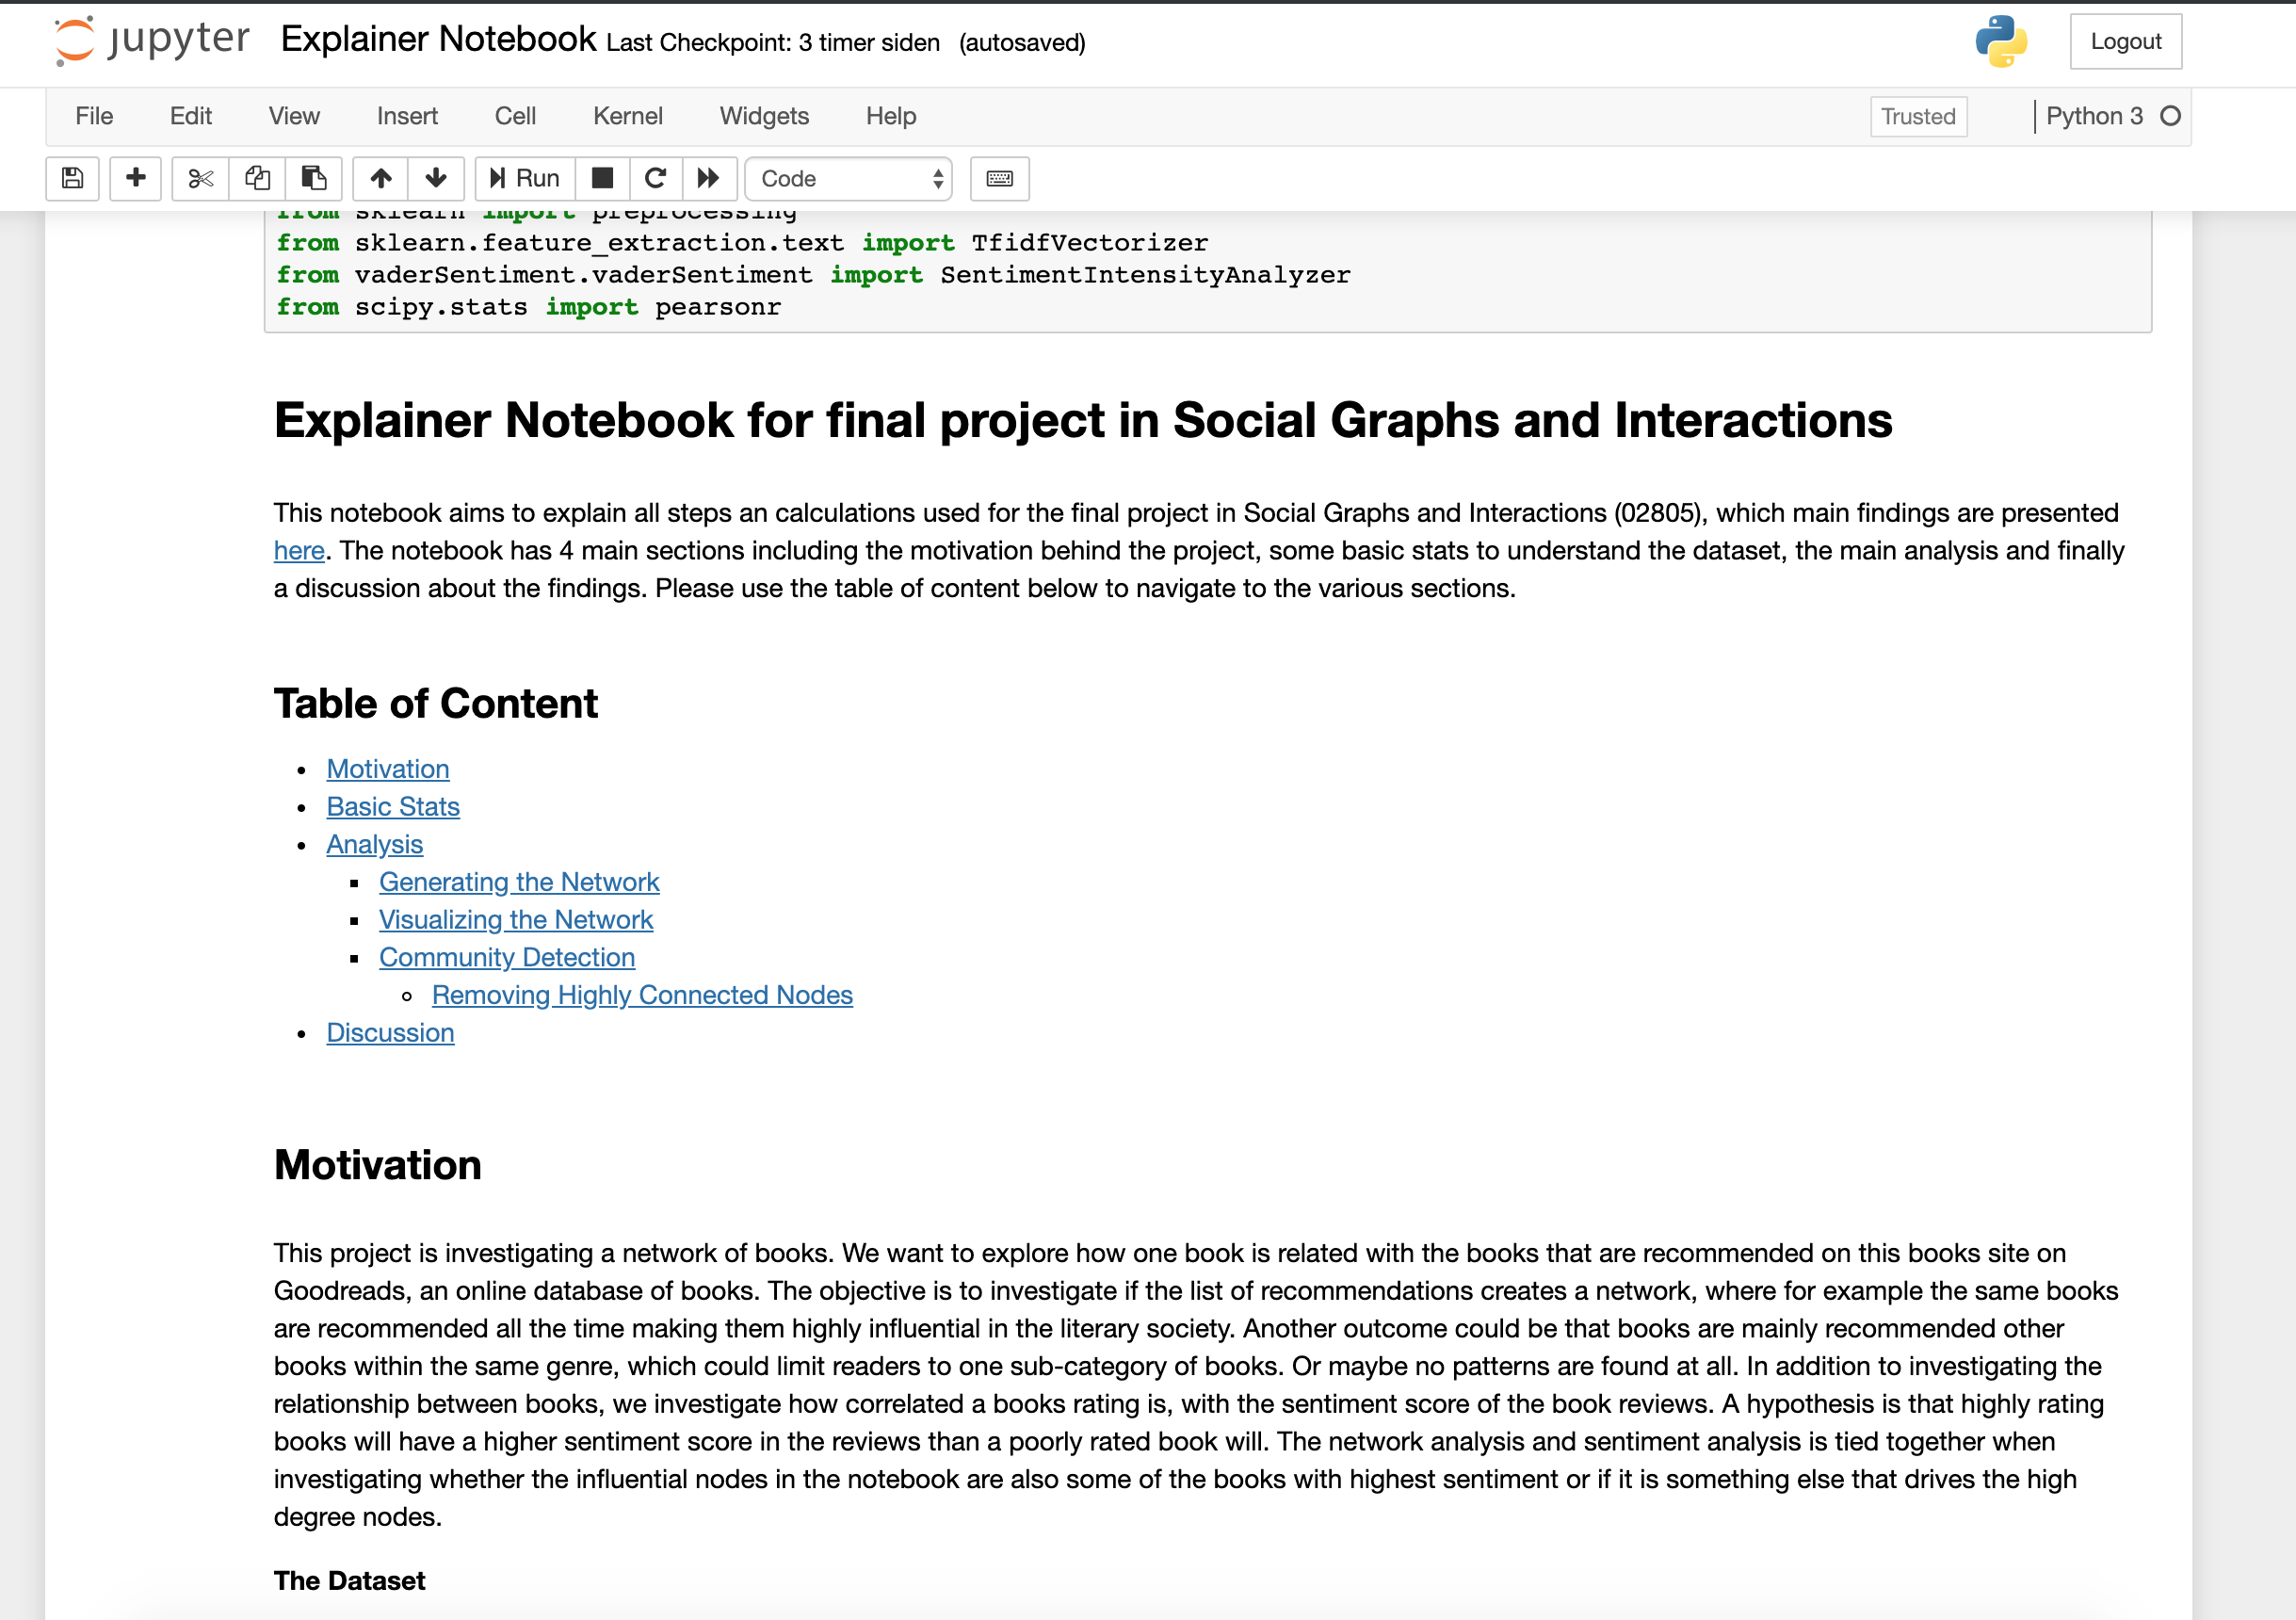 jupyter Explainer Notebook Last Checkpoint: 3 timer siden (autosaved) Logout
File Edit View Insert Cell Kernel Widgets Help Trusted Python 3
Run Code
from sklearn import preprocessing
from sklearn.feature_extraction.text import TfidfVectorizer
from vaderSentiment.vaderSentiment import SentimentIntensityAnalyzer
from scipy.stats import pearsonr
Explainer Notebook for final project in Social Graphs and Interactions
This notebook aims to explain all steps an calculations used for the final project in Social Graphs and Interactions (02805), which main findings are presented
here. The notebook has 4 main sections including the motivation behind the project, some basic stats to understand the dataset, the main analysis and finally
a discussion about the findings. Please use the table of content below to navigate to the various sections.
Table of Content
Motivation
Basic Stats
Analysis
Generating the Network
Visualizing the Network
Community Detection
Removing Highly Connected Nodes
Discussion
Motivation
This project is investigating a network of books. We want to explore how one book is related with the books that are recommended on this books site on
Goodreads, an online database of books. The objective is to investigate if the list of recommendations creates a network, where for example the same books
are recommended all the time making them highly influential in the literary society. Another outcome could be that books are mainly recommended other
books within the same genre, which could limit readers to one sub-category of books. Or maybe no patterns are found at all. In addition to investigating the
relationship between books, we investigate how correlated a books rating is, with the sentiment score of the book reviews. A hypothesis is that highly rating
books will have a higher sentiment score in the reviews than a poorly rated book will. The network analysis and sentiment analysis is tied together when
investigating whether the influential nodes in the notebook are also some of the books with highest sentiment or if it is something else that drives the high
degree nodes.
The Dataset